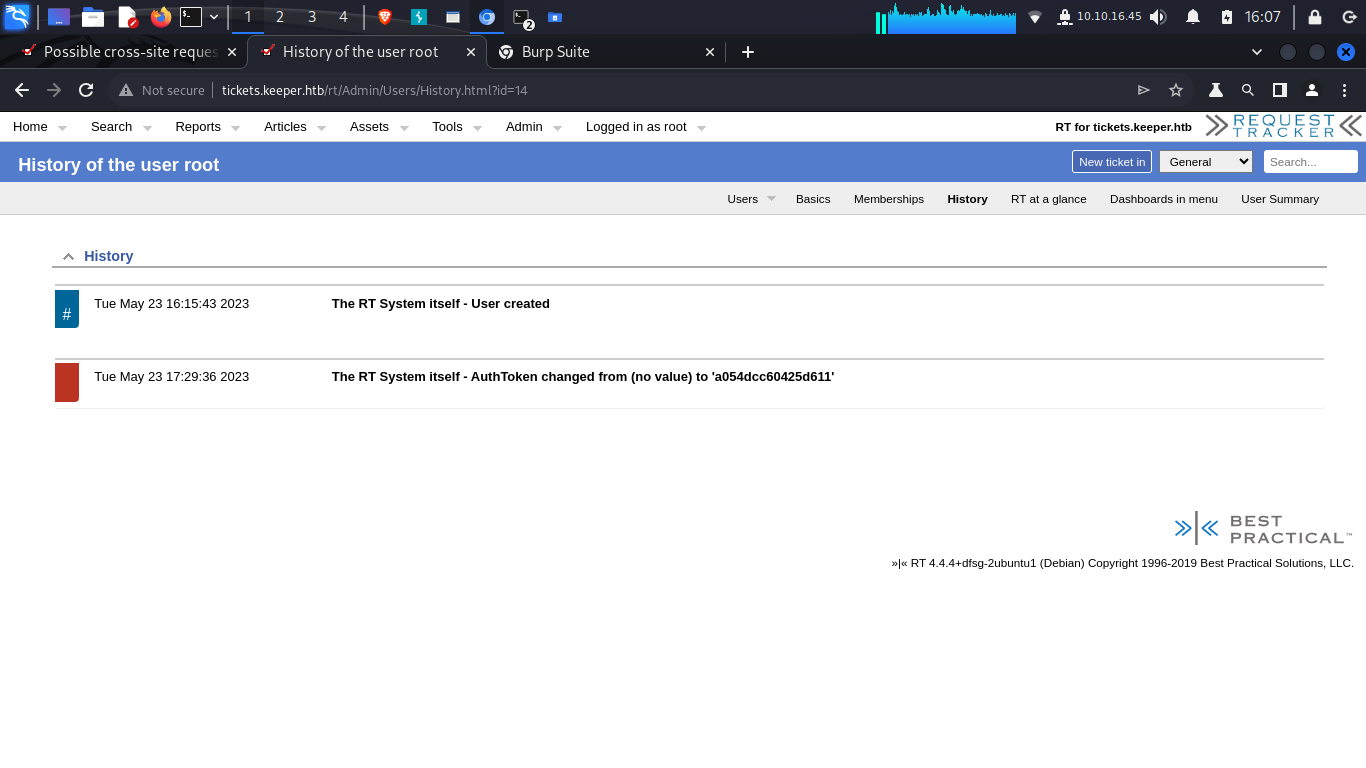 1 2 3 4 2 10.10.16.45 16:07
Possible cross-site reques History of the user root Burp Suite
Not secure tickets.keeper.htb/rt/Admin/Users/History.html?id=14
Home Search Reports Articles Assets Tools Admin Logged in as root RT for tickets.keeper.htb REQUEST TRACKER
History of the user root New ticket in General Search...
Users Basics Memberships History RT at a glance Dashboards in menu User Summary
History
# Tue May 23 16:15:43 2023 The RT System itself - User created
Tue May 23 17:29:36 2023 The RT System itself - AuthToken changed from (no value) to 'a054dcc60425d611'
BEST
PRACTICAL™
»|« RT 4.4.4+dfsg-2ubuntu1 (Debian) Copyright 1996-2019 Best Practical Solutions, LLC.